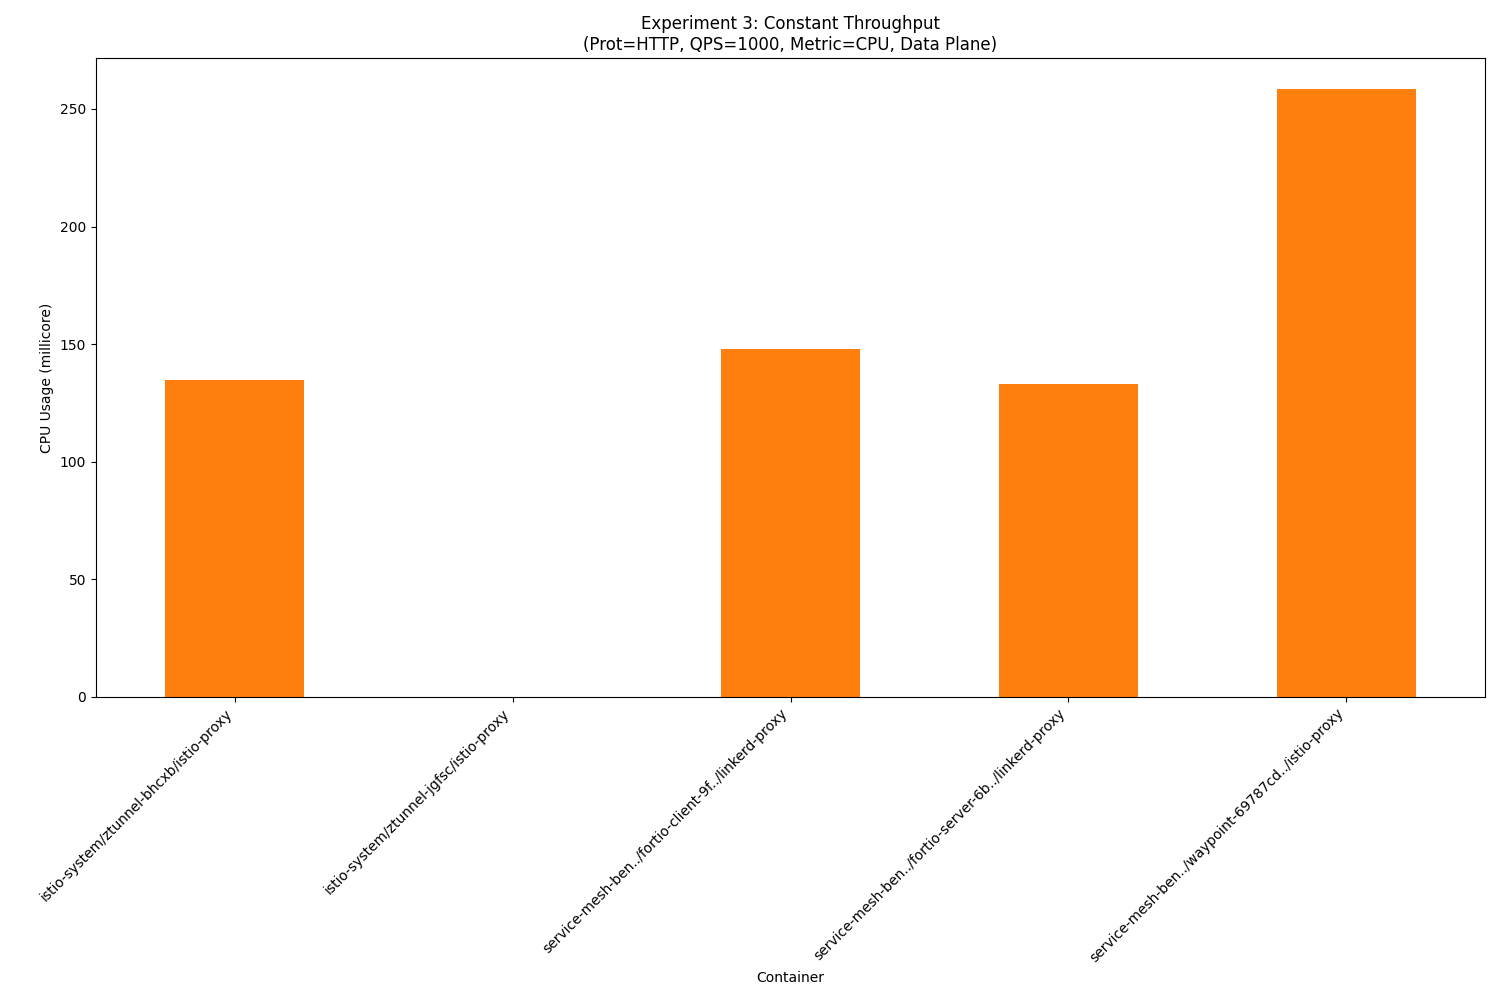 Experiment 3: Constant Throughput
(Prot=HTTP, QPS=1000, Metric=CPU, Data Plane)
CPU Usage (millicore)
250
200
150
100
50
0
istio-system/ztunnel-bhcxb/istio-proxy
istio-system/ztunnel-jgfsc/istio-proxy
service-mesh-ben../fortio-client-9f../linkerd-proxy
service-mesh-ben../fortio-server-6b../linkerd-proxy
service-mesh-ben../waypoint-69787cd../istio-proxy
Container